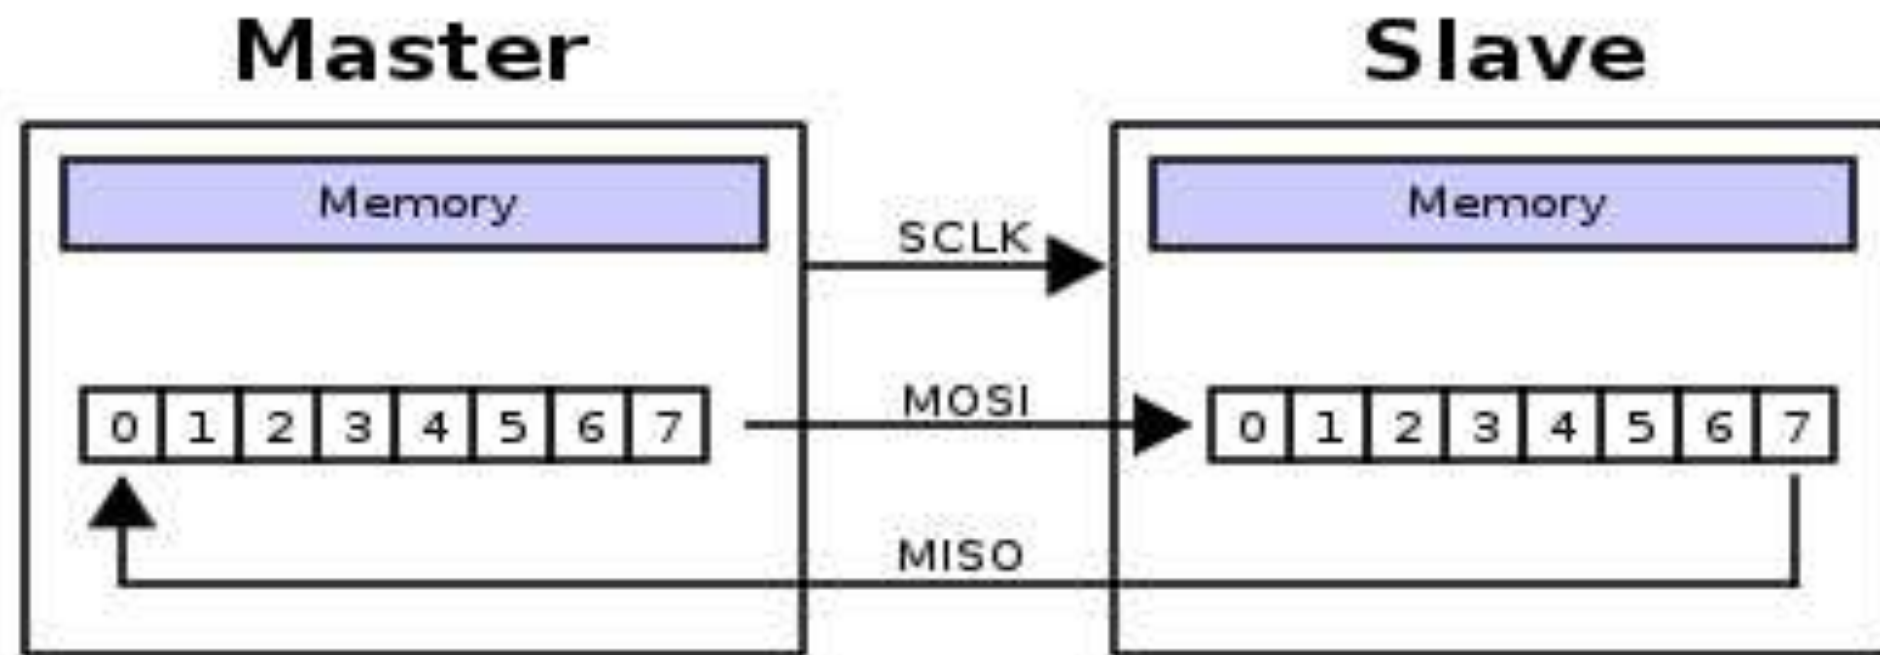 Master Slave
Memory Memory
SCLK
MOSI
0 1 2 3 4 5 6 7 0 1 2 3 4 5 6 7
MISO